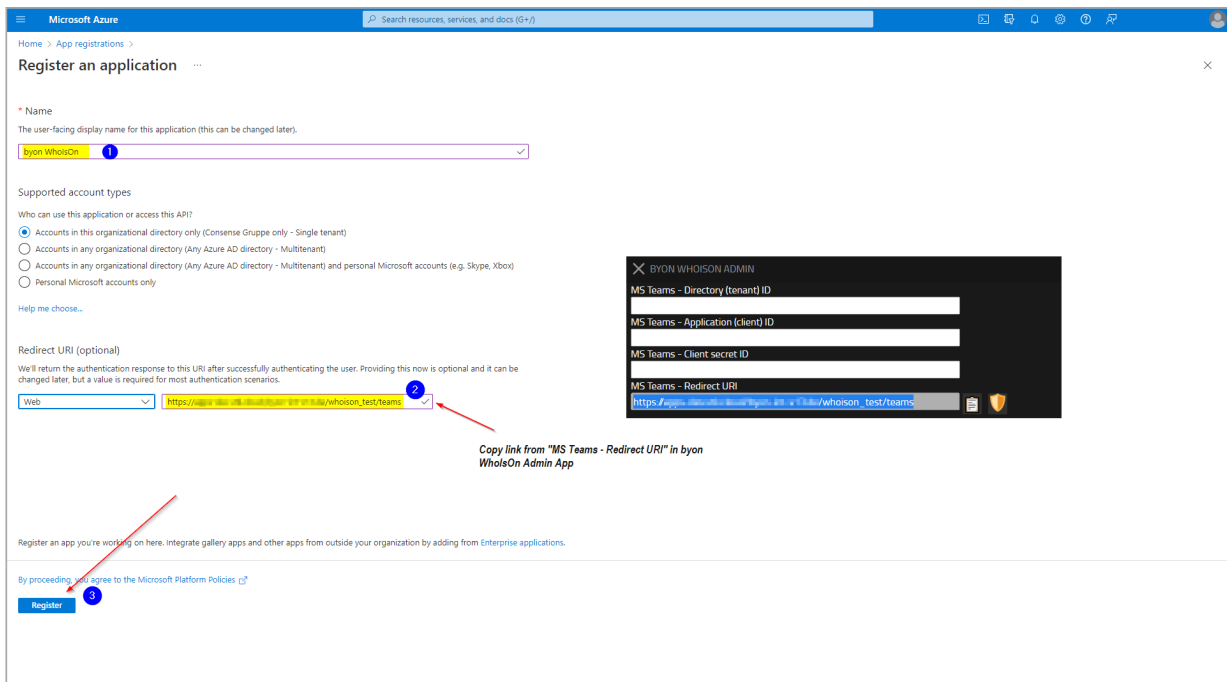 Microsoft Azure
Search resources, services, and docs (G+/)
Home > App registrations >
Register an application ...
* Name
The user-facing display name for this application (this can be changed later).
byon WhoIsOn
1
Supported account types
Who can use this application or access this API?
Accounts in this organizational directory only (Consense Gruppe only - Single tenant)
Accounts in any organizational directory (Any Azure AD directory - Multitenant)
Accounts in any organizational directory (Any Azure AD directory - Multitenant) and personal Microsoft accounts (e.g. Skype, Xbox)
Personal Microsoft accounts only
Help me choose...
Redirect URI (optional)
We'll return the authentication response to this URI after successfully authenticating the user. Providing this now is optional and it can be
changed later, but a value is required for most authentication scenarios.
2
Web
https:// /whoison_test/teams
BYON WHOISON ADMIN
MS Teams - Directory (tenant) ID
MS Teams - Application (client) ID
MS Teams - Client secret ID
MS Teams - Redirect URI
https:// /whoison_test/teams
Copy link from "MS Teams - Redirect URI" in byon
WhoIsOn Admin App
Register an app you're working on here. Integrate gallery apps and other apps from outside your organization by adding from Enterprise applications.
By proceeding, you agree to the Microsoft Platform Policies
3
Register